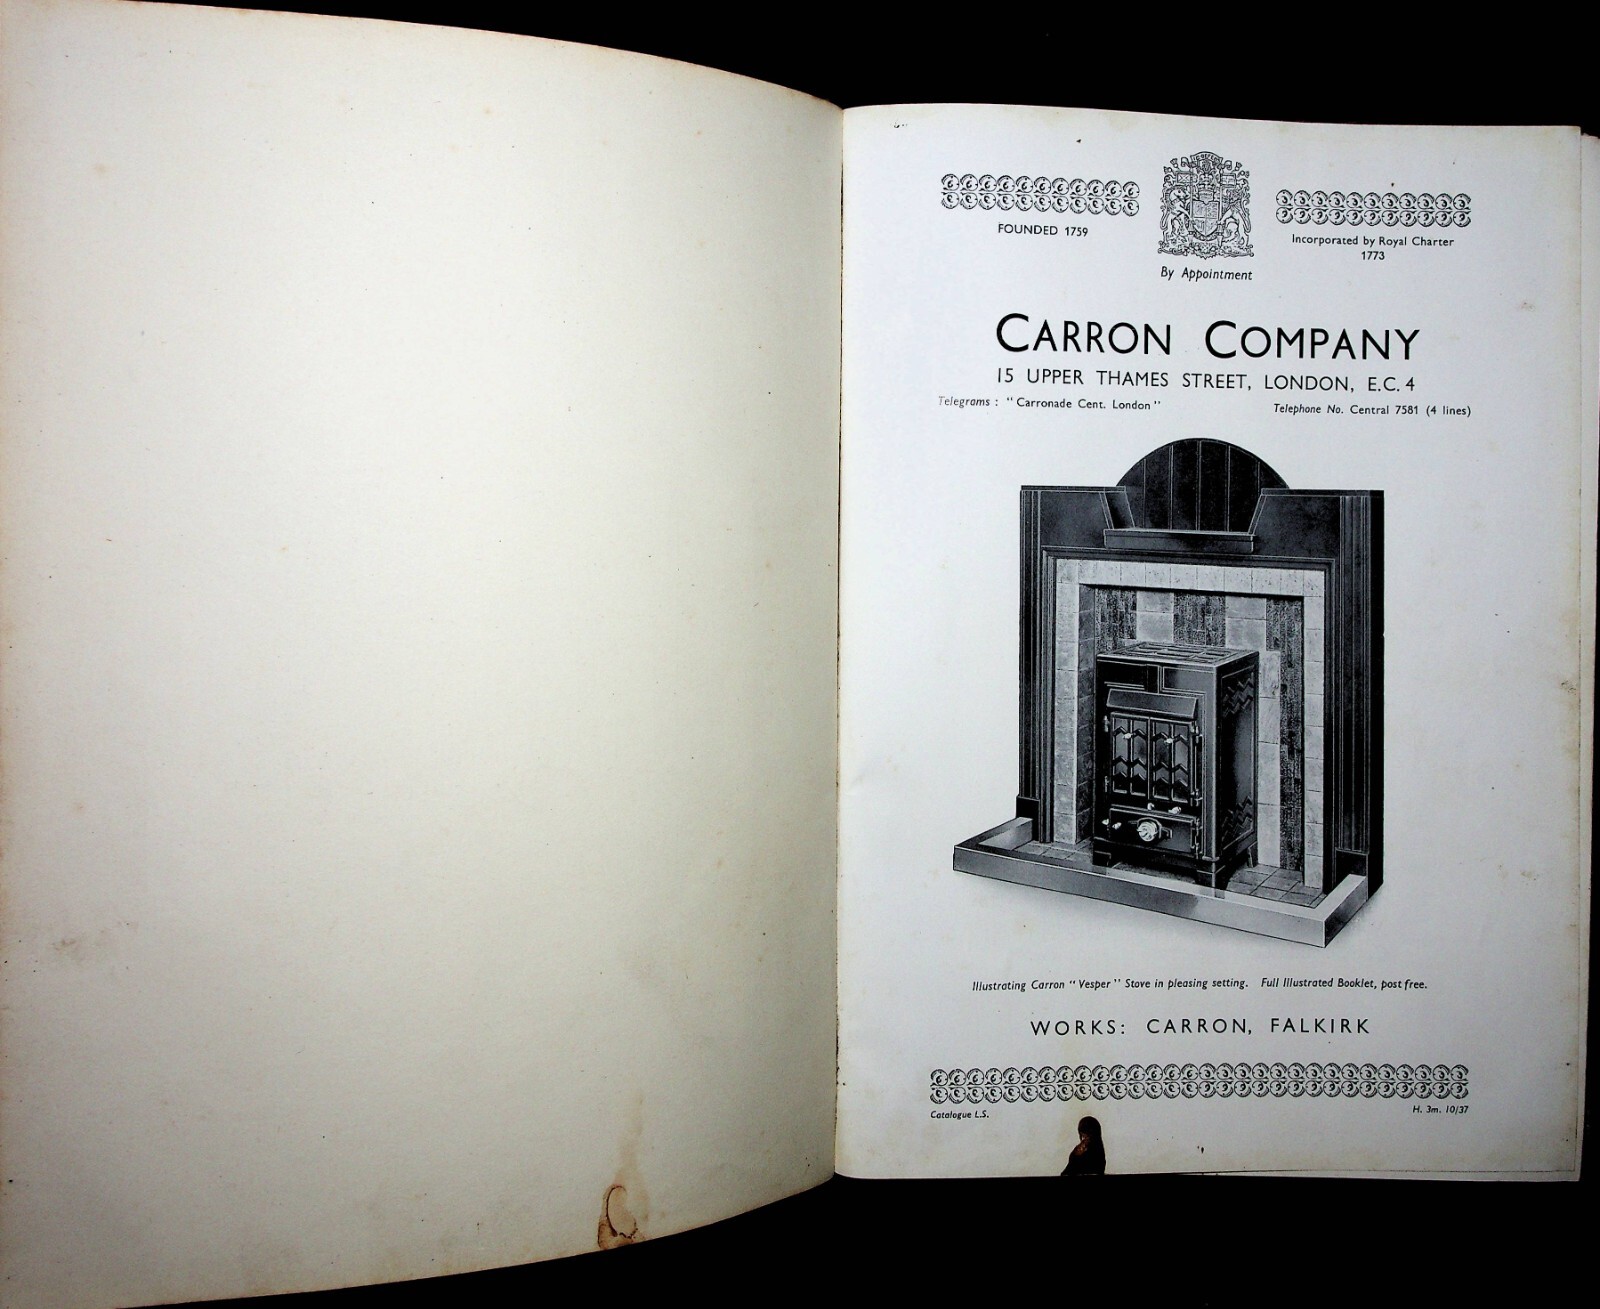 FOUNDED 1759
By Appointment
Incorporated by Royal Charter
1773
CARRON COMPANY
15 UPPER THAMES STREET, LONDON, E.C. 4
Telegrams : "Carronade Cent. London"
Telephone No. Central 7581 (4 lines)
Illustrating Carron "Vesper" Stove in pleasing setting. Full Illustrated Booklet, post free.
WORKS: CARRON, FALKIRK
Catalogue L.S.
H. 3m. 10/37